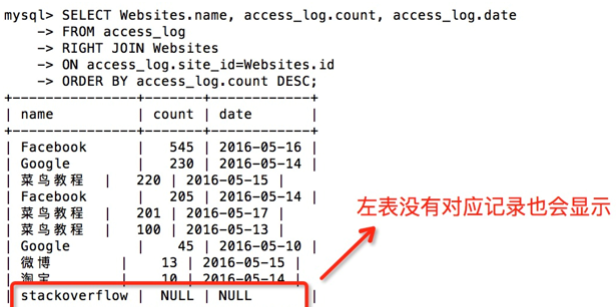 mysql> SELECT Websites.name, access_log.count, access_log.date
    -> FROM access_log
    -> RIGHT JOIN Websites
    -> ON access_log.site_id=Websites.id
    -> ORDER BY access_log.count DESC;
+---------------+-------+------------+
| name          | count | date       |
+---------------+-------+------------+
| Facebook      |   545 | 2016-05-16 |
| Google        |   230 | 2016-05-14 |
| 菜鸟教程  |   220 | 2016-05-15 |
| Facebook      |   205 | 2016-05-14 |
| 菜鸟教程  |   201 | 2016-05-17 |
| 菜鸟教程  |   100 | 2016-05-13 |
| Google        |    45 | 2016-05-10 |
| 微博        |    13 | 2016-05-15 |
| 淘宝        |    10 | 2016-05-14 |
| stackoverflow |  NULL | NULL       |
左表没有对应记录也会显示